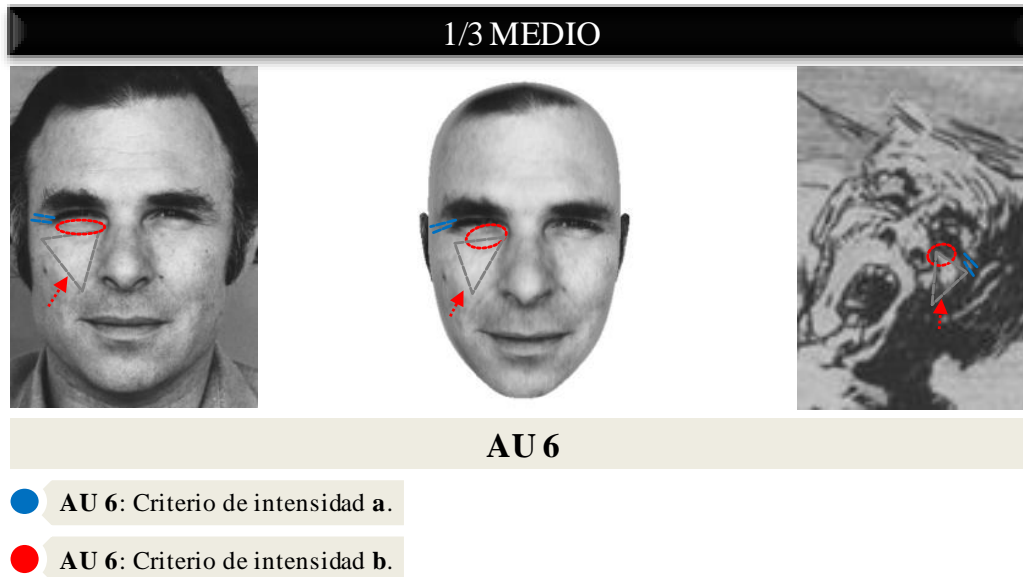 1/3 MEDIO
AU 6
AU 6: Criterio de intensidad a.
AU 6: Criterio de intensidad b.